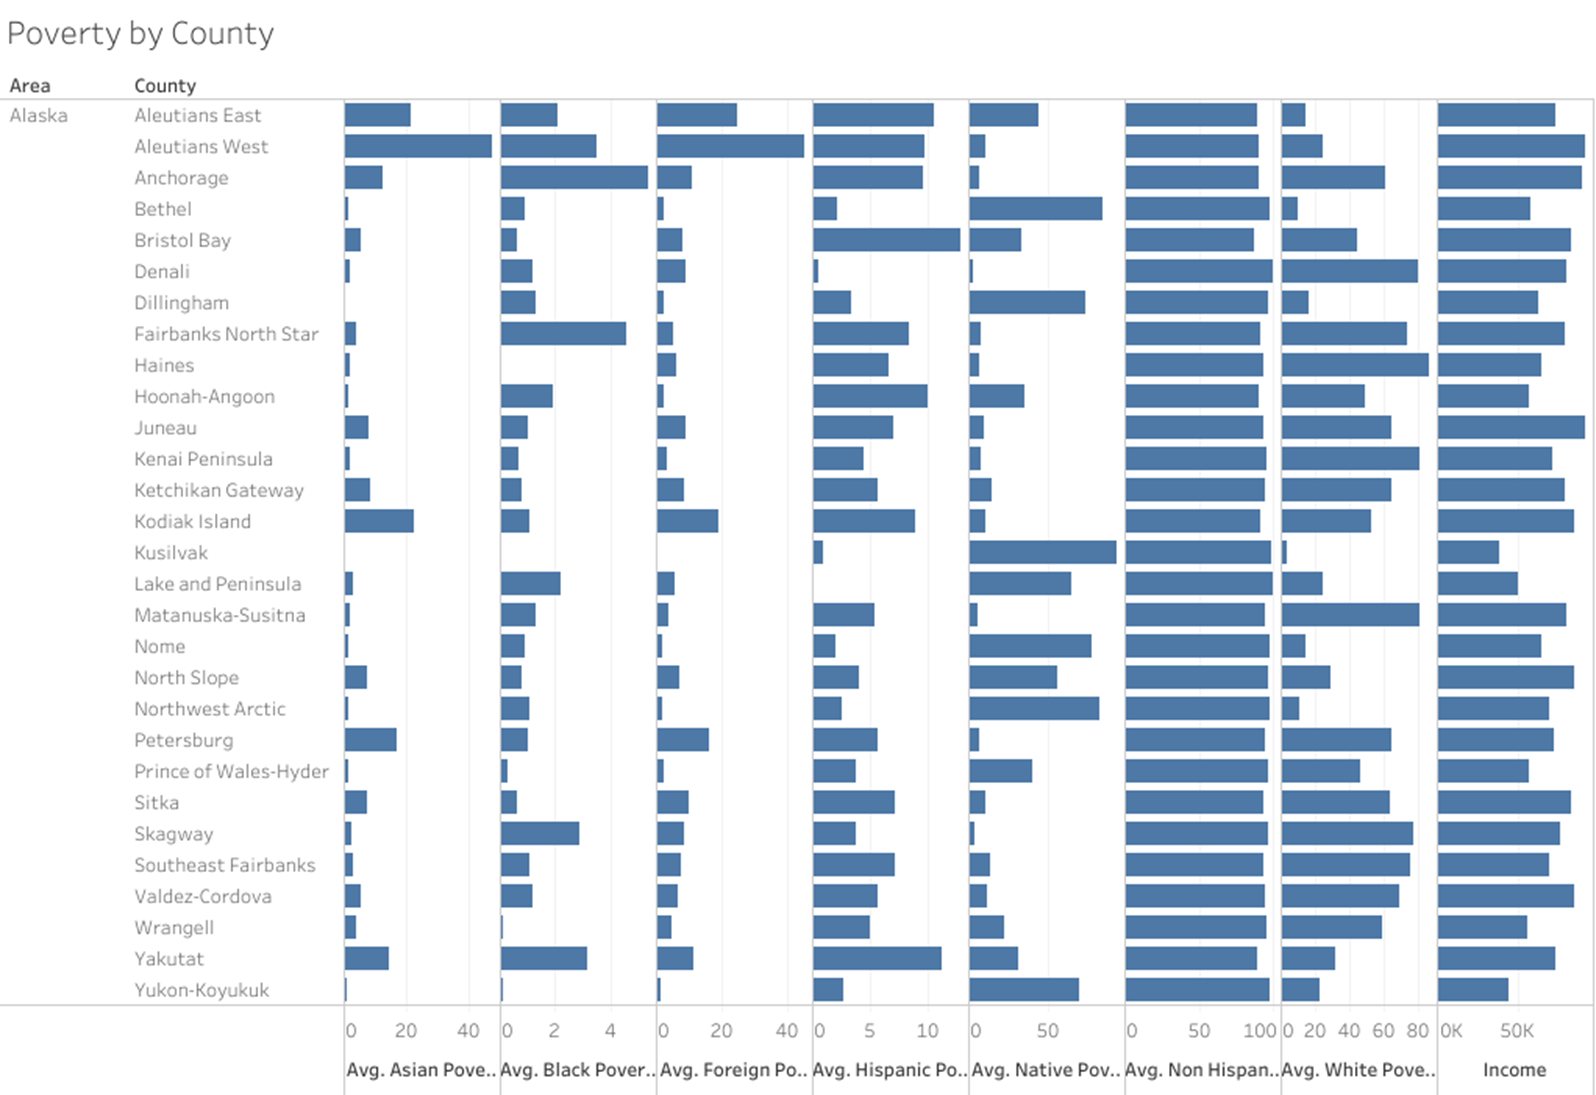 Poverty by County
Area County
Alaska Aleutians East
Aleutians West
Anchorage
Bethel
Bristol Bay
Denali
Dillingham
Fairbanks North Star
Haines
Hoonah-Angoon
Juneau
Kenai Peninsula
Ketchikan Gateway
Kodiak Island
Kusilvak
Lake and Peninsula
Matanuska-Susitna
Nome
North Slope
Northwest Arctic
Petersburg
Prince of Wales-Hyder
Sitka
Skagway
Southeast Fairbanks
Valdez-Cordova
Wrangell
Yakutat
Yukon-Koyukuk
0 20 40 0 2 4 0 20 40 0 5 10 0 50 0 50 100 0 20 40 60 80 0K 50K
Avg. Asian Pove.. Avg. Black Pover.. Avg. Foreign Po.. Avg. Hispanic Po.. Avg. Native Pov.. Avg. Non Hispan.. Avg. White Pove.. Income